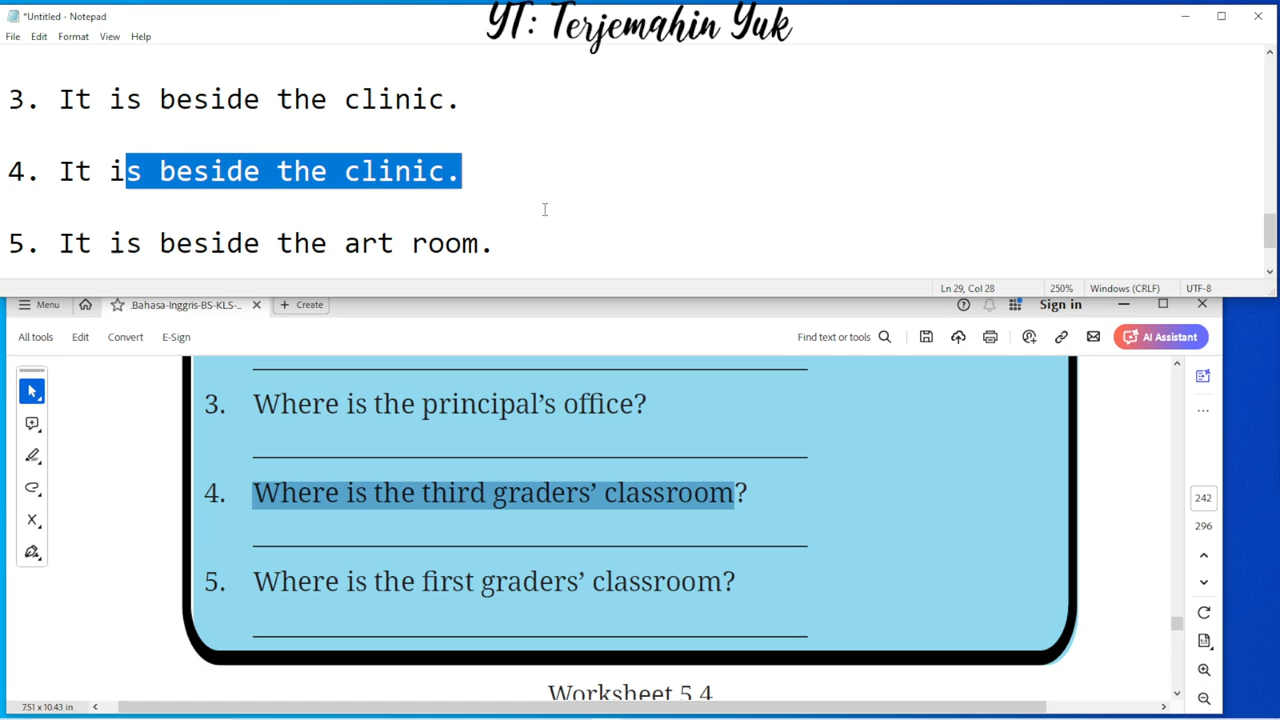 YT: Terjemahin Yuk
*Untitled - Notepad
File Edit Format View Help
3. It is beside the clinic.
4. It is beside the clinic.
5. It is beside the art room.
Ln 29, Col 28 250% Windows (CRLF) UTF-8
Menu Bahasa-Inggris-BS-KLS-... Create Sign in
All tools Edit Convert E-Sign Find text or tools AI Assistant
3. Where is the principal’s office?
4. Where is the third graders’ classroom?
5. Where is the first graders’ classroom?
Worksheet 5.4
242
296
7.51 x 10.43 in